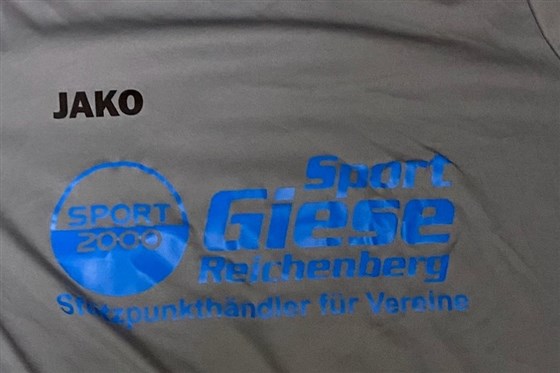 JAKO
SPORT
2000
Sport
Giese
Reichenberg
Stützpunkthändler für Vereine